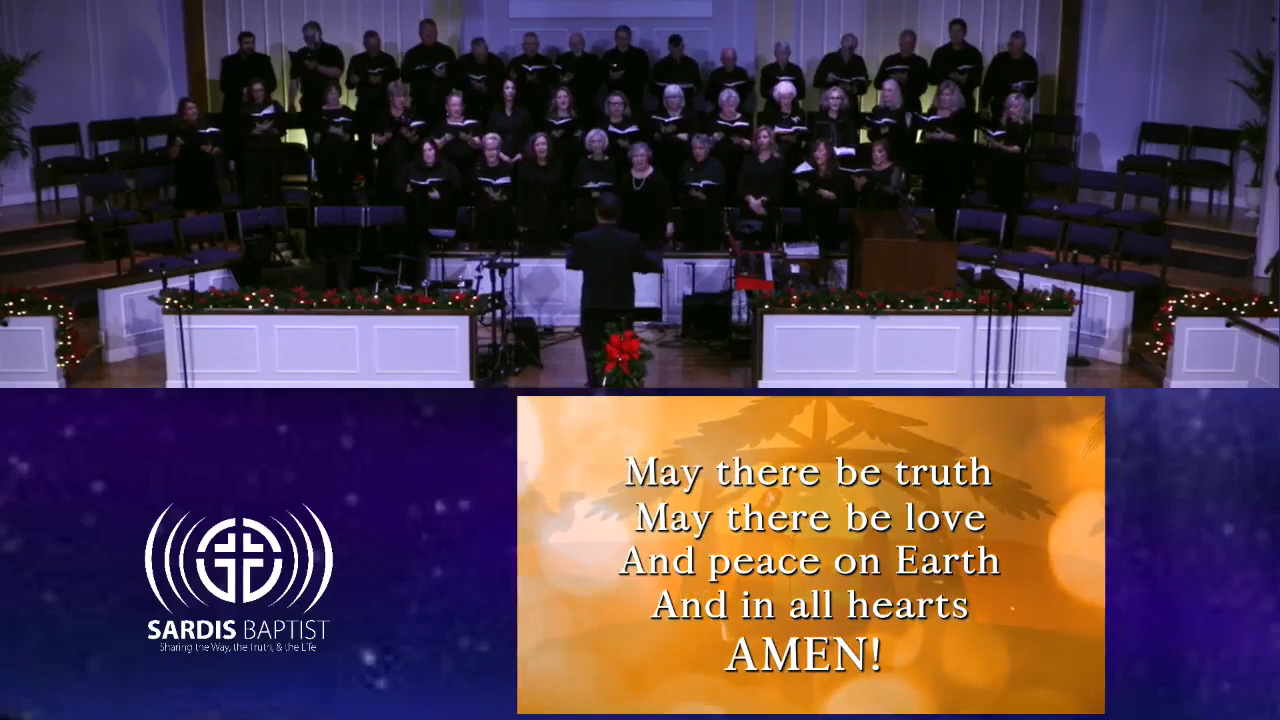 SARDIS BAPTIST
Sharing the Way, the Truth, & the Life
May there be truth
May there be love
And peace on Earth
And in all hearts
AMEN!